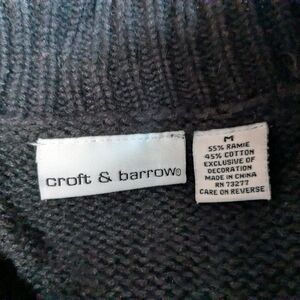 croft & barrow®
M
55% RAMIE
45% COTTON
EXCLUSIVE OF
DECORATION
MADE IN CHINA
RN 73277
CARE ON REVERSE